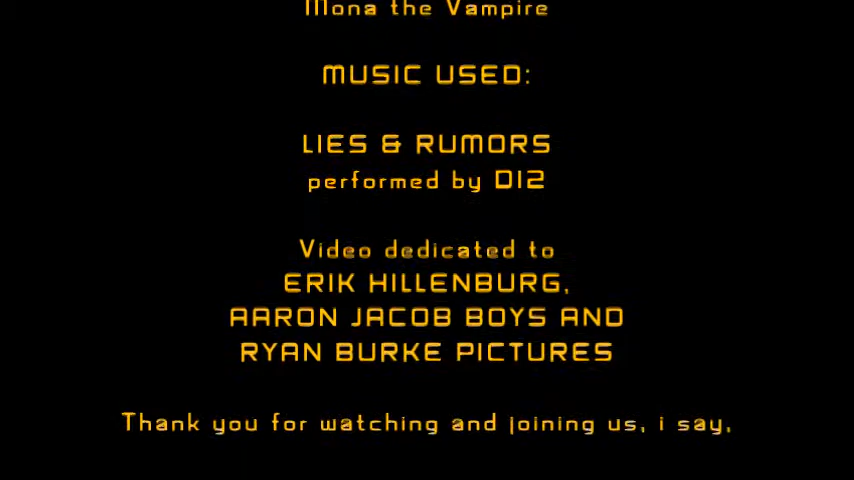 Mona the Vampire
MUSIC USED:
LIES & RUMORS
performed by D12
Video dedicated to
ERIK HILLENBURG,
AARON JACOB BOYS AND
RYAN BURKE PICTURES
Thank you for watching and joining us, i say,